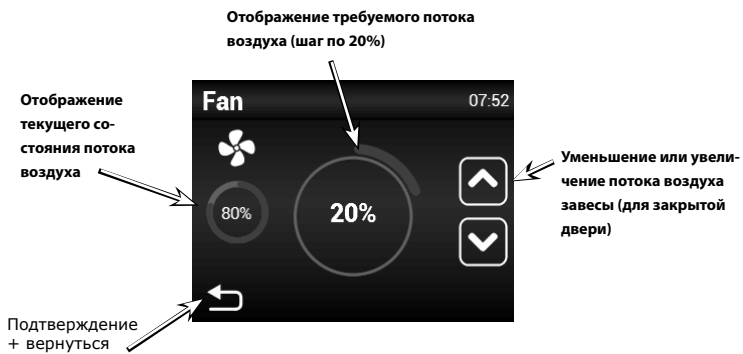 Отображение требуемого потока
воздуха (шаг по 20%)
Отображение
текущего со-
стояния потока
воздуха
Fan
07:52
80%
20%
Уменьшение или увели-
чение потока воздуха
завесы (для закрытой
двери)
Подтверждение
+ вернуться